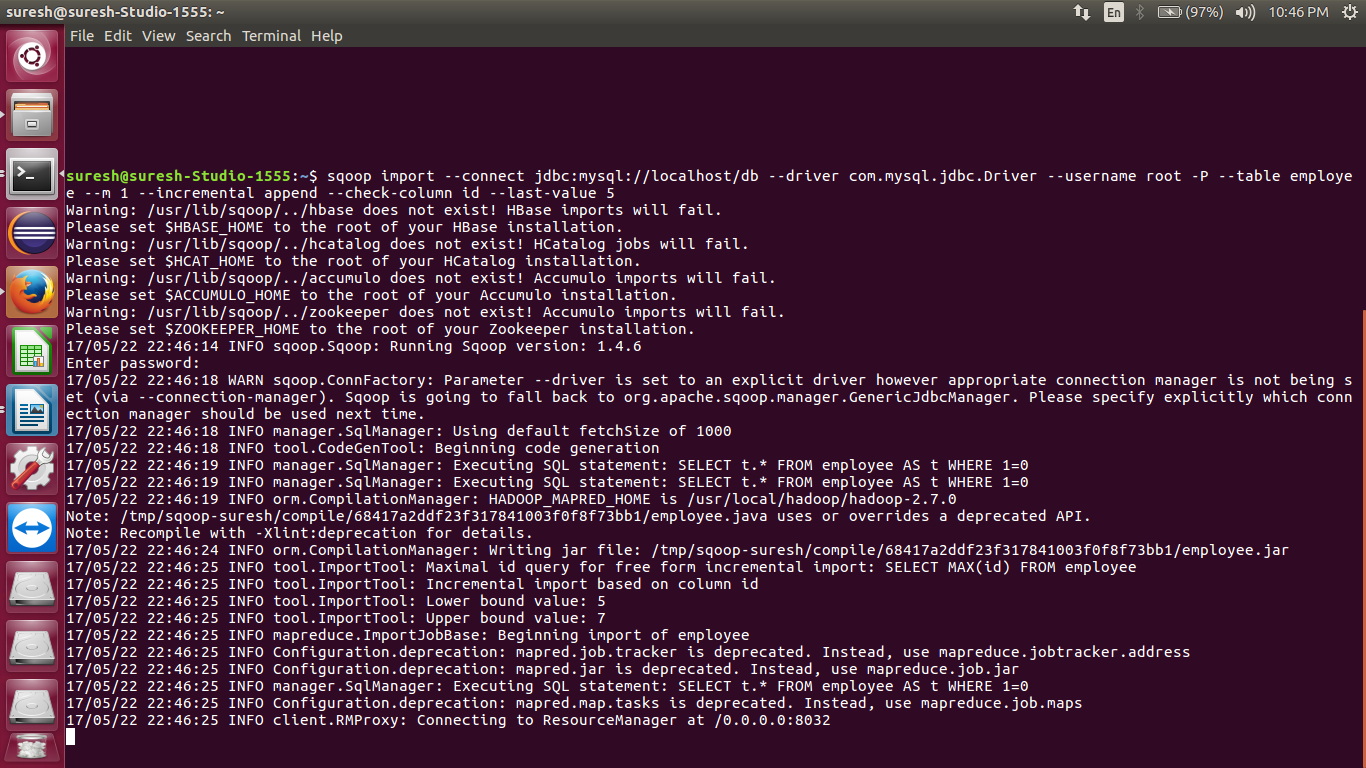 suresh@suresh-Studio-1555: ~
En
(97%)
10:46 PM
File Edit View Search Terminal Help
suresh@suresh-Studio-1555:~$ sqoop import --connect jdbc:mysql://localhost/db --driver com.mysql.jdbc.Driver --username root -P --table employe
e --m 1 --incremental append --check-column id --last-value 5
Warning: /usr/lib/sqoop/../hbase does not exist! HBase imports will fail.
Please set $HBASE_HOME to the root of your HBase installation.
Warning: /usr/lib/sqoop/../hcatalog does not exist! HCatalog jobs will fail.
Please set $HCAT_HOME to the root of your HCatalog installation.
Warning: /usr/lib/sqoop/../accumulo does not exist! Accumulo imports will fail.
Please set $ACCUMULO_HOME to the root of your Accumulo installation.
Warning: /usr/lib/sqoop/../zookeeper does not exist! Accumulo imports will fail.
Please set $ZOOKEEPER_HOME to the root of your Zookeeper installation.
17/05/22 22:46:14 INFO sqoop.Sqoop: Running Sqoop version: 1.4.6
Enter password:
17/05/22 22:46:18 WARN sqoop.ConnFactory: Parameter --driver is set to an explicit driver however appropriate connection manager is not being s
et (via --connection-manager). Sqoop is going to fall back to org.apache.sqoop.manager.GenericJdbcManager. Please specify explicitly which conn
ection manager should be used next time.
17/05/22 22:46:18 INFO manager.SqlManager: Using default fetchSize of 1000
17/05/22 22:46:18 INFO tool.CodeGenTool: Beginning code generation
17/05/22 22:46:19 INFO manager.SqlManager: Executing SQL statement: SELECT t.* FROM employee AS t WHERE 1=0
17/05/22 22:46:19 INFO manager.SqlManager: Executing SQL statement: SELECT t.* FROM employee AS t WHERE 1=0
17/05/22 22:46:19 INFO orm.CompilationManager: HADOOP_MAPRED_HOME is /usr/local/hadoop/hadoop-2.7.0
Note: /tmp/sqoop-suresh/compile/68417a2ddf23f317841003f0f8f73bb1/employee.java uses or overrides a deprecated API.
Note: Recompile with -Xlint:deprecation for details.
17/05/22 22:46:24 INFO orm.CompilationManager: Writing jar file: /tmp/sqoop-suresh/compile/68417a2ddf23f317841003f0f8f73bb1/employee.jar
17/05/22 22:46:25 INFO tool.ImportTool: Maximal id query for free form incremental import: SELECT MAX(id) FROM employee
17/05/22 22:46:25 INFO tool.ImportTool: Incremental import based on column id
17/05/22 22:46:25 INFO tool.ImportTool: Lower bound value: 5
17/05/22 22:46:25 INFO tool.ImportTool: Upper bound value: 7
17/05/22 22:46:25 INFO mapreduce.ImportJobBase: Beginning import of employee
17/05/22 22:46:25 INFO Configuration.deprecation: mapred.job.tracker is deprecated. Instead, use mapreduce.jobtracker.address
17/05/22 22:46:25 INFO Configuration.deprecation: mapred.jar is deprecated. Instead, use mapreduce.job.jar
17/05/22 22:46:25 INFO manager.SqlManager: Executing SQL statement: SELECT t.* FROM employee AS t WHERE 1=0
17/05/22 22:46:25 INFO Configuration.deprecation: mapred.map.tasks is deprecated. Instead, use mapreduce.job.maps
17/05/22 22:46:25 INFO client.RMProxy: Connecting to ResourceManager at /0.0.0.0:8032